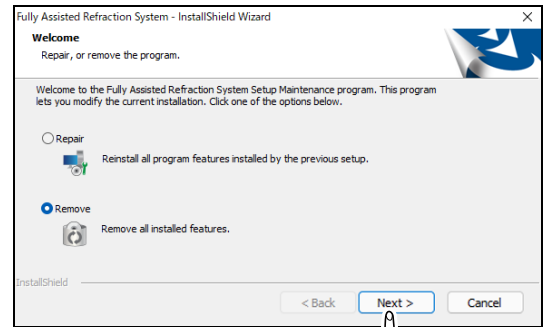 Fully Assisted Refraction System - InstallShield Wizard
Welcome
Repair, or remove the program.
Welcome to the Fully Assisted Refraction System Setup Maintenance program. This program
lets you modify the current installation. Click one of the options below.
Repair
Reinstall all program features installed by the previous setup.
Remove
Remove all installed features.
InstallShield
< Back Next > Cancel